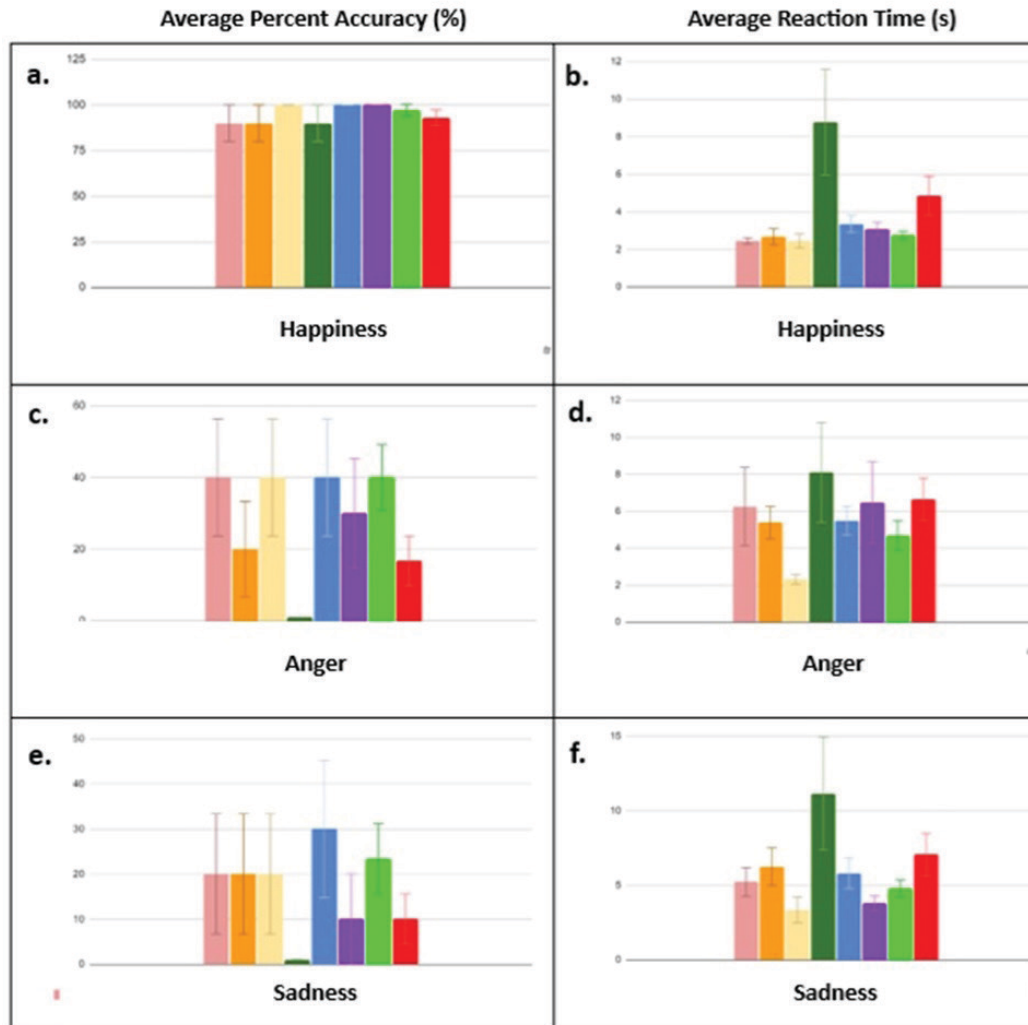 Average Percent Accuracy (%)
Average Reaction Time (s)
a.
125
100
75
50
25
0
Happiness
b.
12
10
8
6
4
2
0
Happiness
c.
60
40
20
0
Anger
d.
12
10
8
6
4
2
0
Anger
e.
50
40
30
20
10
0
Sadness
f.
15
10
5
0
Sadness